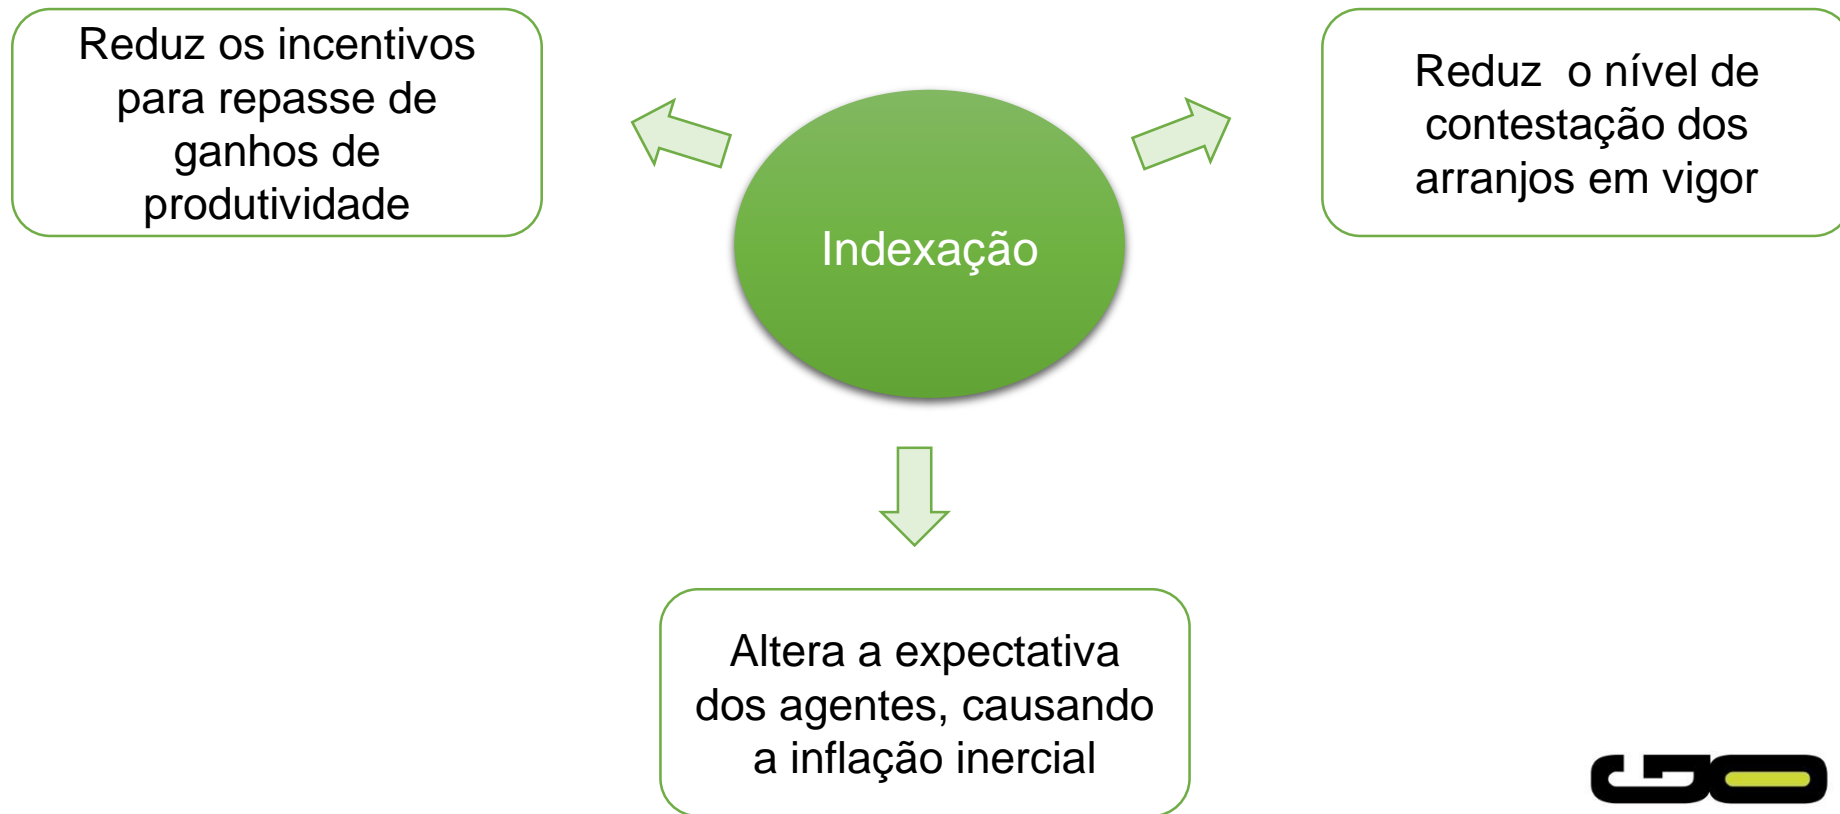 Reduz os incentivos
para repasse de
ganhos de
produtividade
Reduz o nível de
contestação dos
arranjos em vigor
Indexação
Altera a expectativa
dos agentes, causando
a inflação inercial
GO